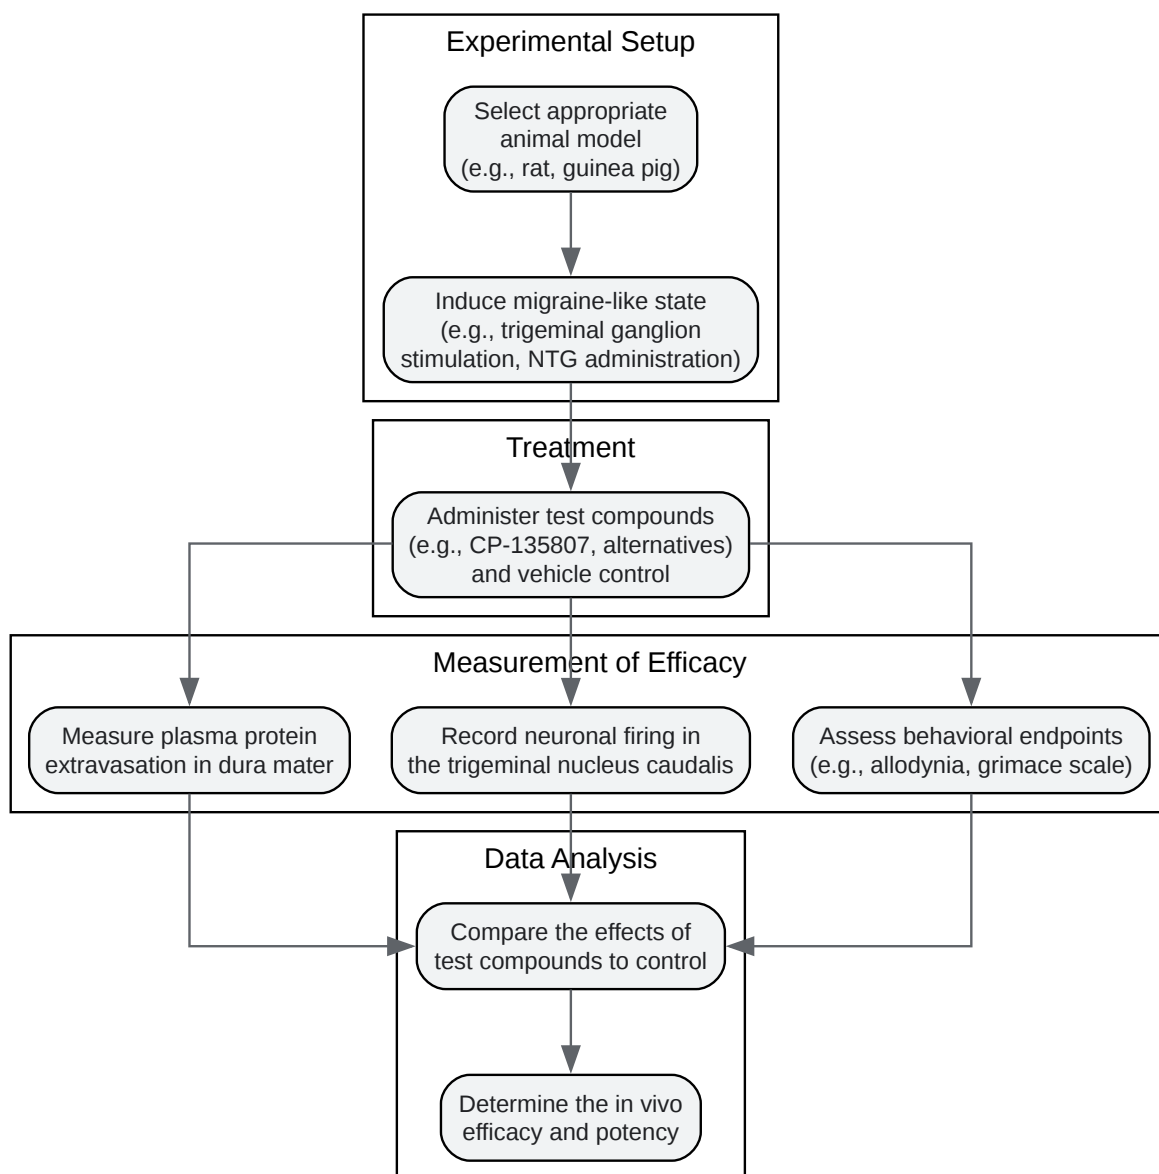 Experimental Setup
Select appropriate
animal model
(e.g., rat, guinea pig)
Induce migraine-like state
(e.g., trigeminal ganglion
stimulation, NTG administration)
Treatment
Administer test compounds
(e.g., CP-135807, alternatives)
and vehicle control
Measurement of Efficacy
Measure plasma protein
extravasation in dura mater
Record neuronal firing in
the trigeminal nucleus caudalis
Assess behavioral endpoints
(e.g., allodynia, grimace scale)
Data Analysis
Compare the effects of
test compounds to control
Determine the in vivo
efficacy and potency